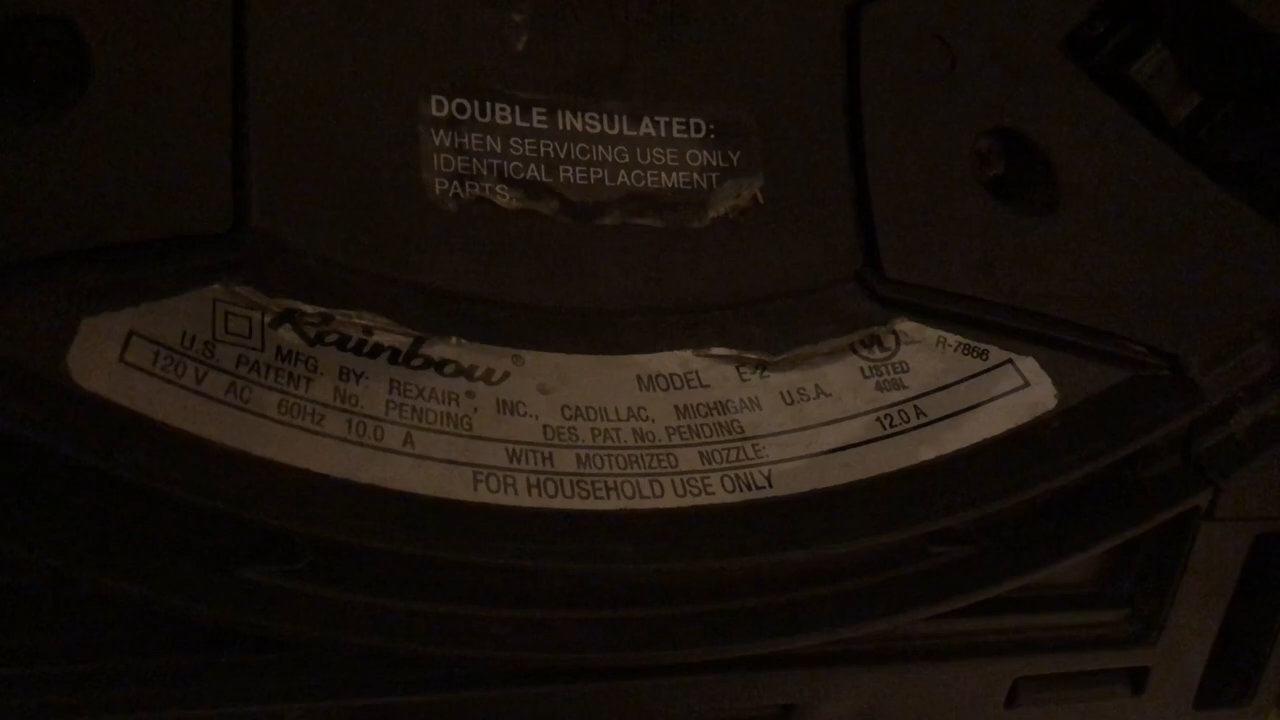 DOUBLE INSULATED:
WHEN SERVICING USE ONLY
IDENTICAL REPLACEMENT
PARTS.
Rainbow® MODEL E-2 UL R-7866
LISTED
408L
MFG. BY: REXAIR®, INC., CADILLAC, MICHIGAN U.S.A.
U.S. PATENT No. PENDING DES. PAT. No. PENDING
120 V AC 60Hz 10.0 A WITH MOTORIZED NOZZLE: 12.0 A
FOR HOUSEHOLD USE ONLY